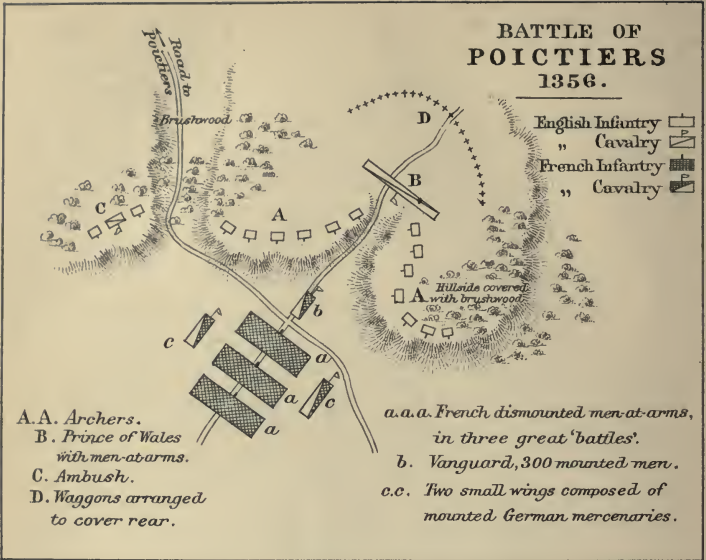 BATTLE OF
POICTIERS
1356.
English Infantry
„ Cavalry
French Infantry
„ Cavalry
Road to
Poictiers
Brushwood
D
B
C
A
A
Hillside covered
with brushwood
b
c
a
a
c
a
A.A. Archers.
B. Prince of Wales
with men-at-arms.
C. Ambush.
D. Waggons arranged
to cover rear.
a.a.a. French dismounted men-at-arms,
in three great 'battles'.
b. Vanguard, 300 mounted men.
c.c. Two small wings composed of
mounted German mercenaries.